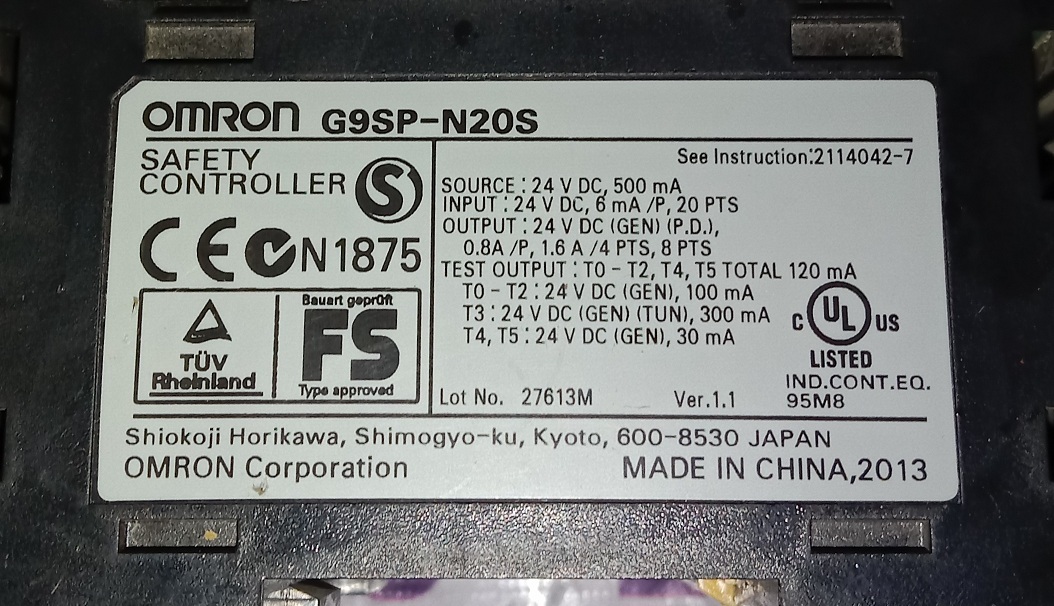 OMRON G9SP-N20S
SAFETY
CONTROLLER S
CE N1875
TÜV
Rheinland
Bauart geprüft
FS
Type approved
See Instruction:2114042-7
SOURCE : 24 V DC, 500 mA
INPUT : 24 V DC, 6 mA /P, 20 PTS
OUTPUT : 24 V DC (GEN) (P.D.),
0.8A /P, 1.6 A /4 PTS, 8 PTS
TEST OUTPUT : T0 - T2, T4, T5 TOTAL 120 mA
T0 - T2 : 24 V DC (GEN), 100 mA
T3 : 24 V DC (GEN) (TUN), 300 mA
T4, T5 : 24 V DC (GEN), 30 mA
C UL US
LISTED
IND.CONT.EQ.
95M8
Lot No. 27613M Ver.1.1
Shiokoji Horikawa, Shimogyo-ku, Kyoto, 600-8530 JAPAN
OMRON Corporation MADE IN CHINA,2013